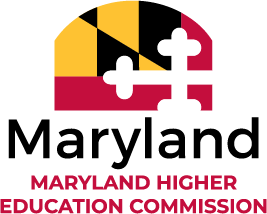 Maryland
MARYLAND HIGHER
EDUCATION COMMISSION